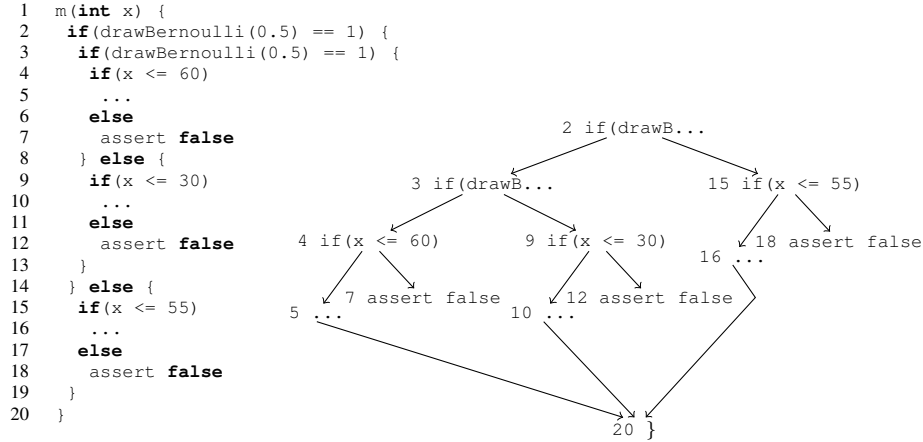 1 m(int x) {
2 if(drawBernoulli(0.5) == 1) {
3 if(drawBernoulli(0.5) == 1) {
4 if(x <= 60)
5 ...
6 else
7 assert false
8 } else {
9 if(x <= 30)
10 ...
11 else
12 assert false
13 }
14 } else {
15 if(x <= 55)
16 ...
17 else
18 assert false
19 }
20 }
2 if(drawB...
3 if(drawB...
15 if(x <= 55)
4 if(x <= 60)
9 if(x <= 30)
18 assert false
16 ...
7 assert false
12 assert false
5 ...
10 ...
20 }